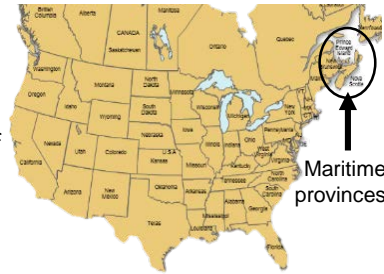 British
Columbia
Alberta
Manitoba
CANADA
Saskatchewan
Ontario
Quebec
Prince
Edward
Island
New
Brunswick
Nova
Scotia
Washington
Montana
North
Dakota
Minnesota
Oregon
Idaho
Wyoming
South
Dakota
Wisconsin
Michigan
New
York
Nevada
Utah
Colorado
Nebraska
Iowa
Illinois
Indiana
Ohio
Pennsylvania
California
U.S.A
Kansas
Missouri
Kentucky
West
Virginia
Virginia
North
Carolina
Tennessee
South
Carolina
Arizona
New
Mexico
Oklahoma
Arkansas
Mississippi
Alabama
Georgia
Texas
Louisiana
Florida
Maritime
provinces